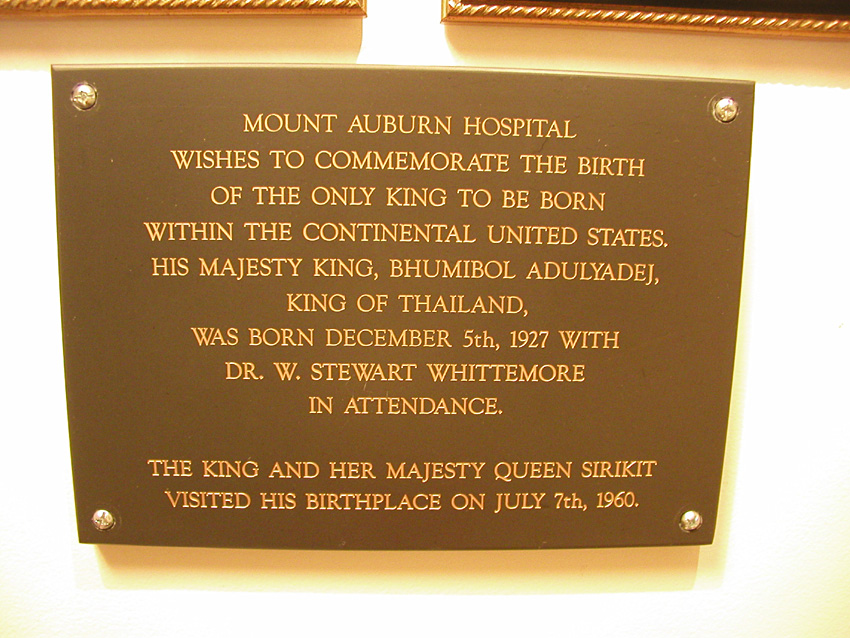 MOUNT AUBURN HOSPITAL
WISHES TO COMMEMORATE THE BIRTH
OF THE ONLY KING TO BE BORN
WITHIN THE CONTINENTAL UNITED STATES.
HIS MAJESTY KING, BHUMIBOL ADULYADEJ,
KING OF THAILAND,
WAS BORN DECEMBER 5th, 1927 WITH
DR. W. STEWART WHITTEMORE
IN ATTENDANCE.
THE KING AND HER MAJESTY QUEEN SIRIKIT
VISITED HIS BIRTHPLACE ON JULY 7th, 1960.